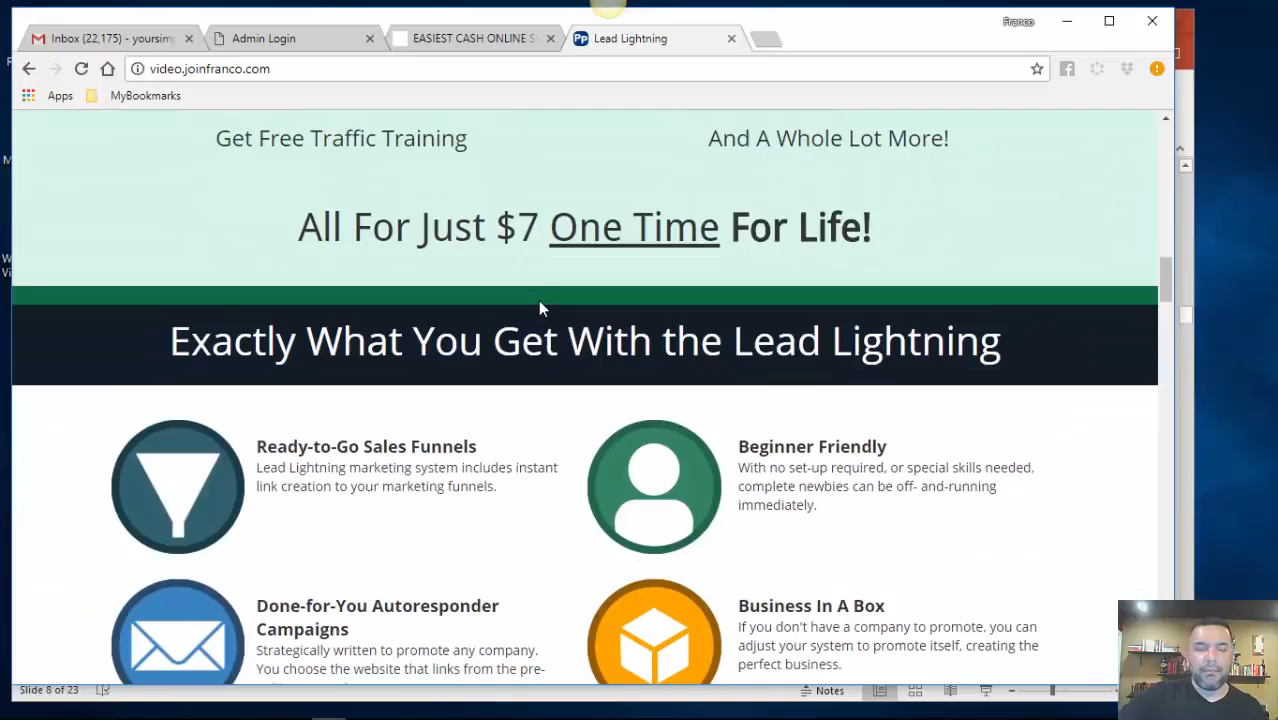 Franco
Inbox (22,175) - yoursim
Admin Login
EASIEST CASH ONLINE S
Pp
Lead Lightning
video.joinfranco.com
Apps
MyBookmarks
Get Free Traffic Training
And A Whole Lot More!
All For Just $7 One Time For Life!
Exactly What You Get With the Lead Lightning
Ready-to-Go Sales Funnels
Lead Lightning marketing system includes instant
link creation to your marketing funnels.
Beginner Friendly
With no set-up required, or special skills needed,
complete newbies can be off- and-running
immediately.
Done-for-You Autoresponder
Campaigns
Strategically written to promote any company.
You choose the website that links from the pre-
Business In A Box
If you don't have a company to promote, you can
adjust your system to promote itself, creating the
perfect business.
Slide 8 of 23
Notes